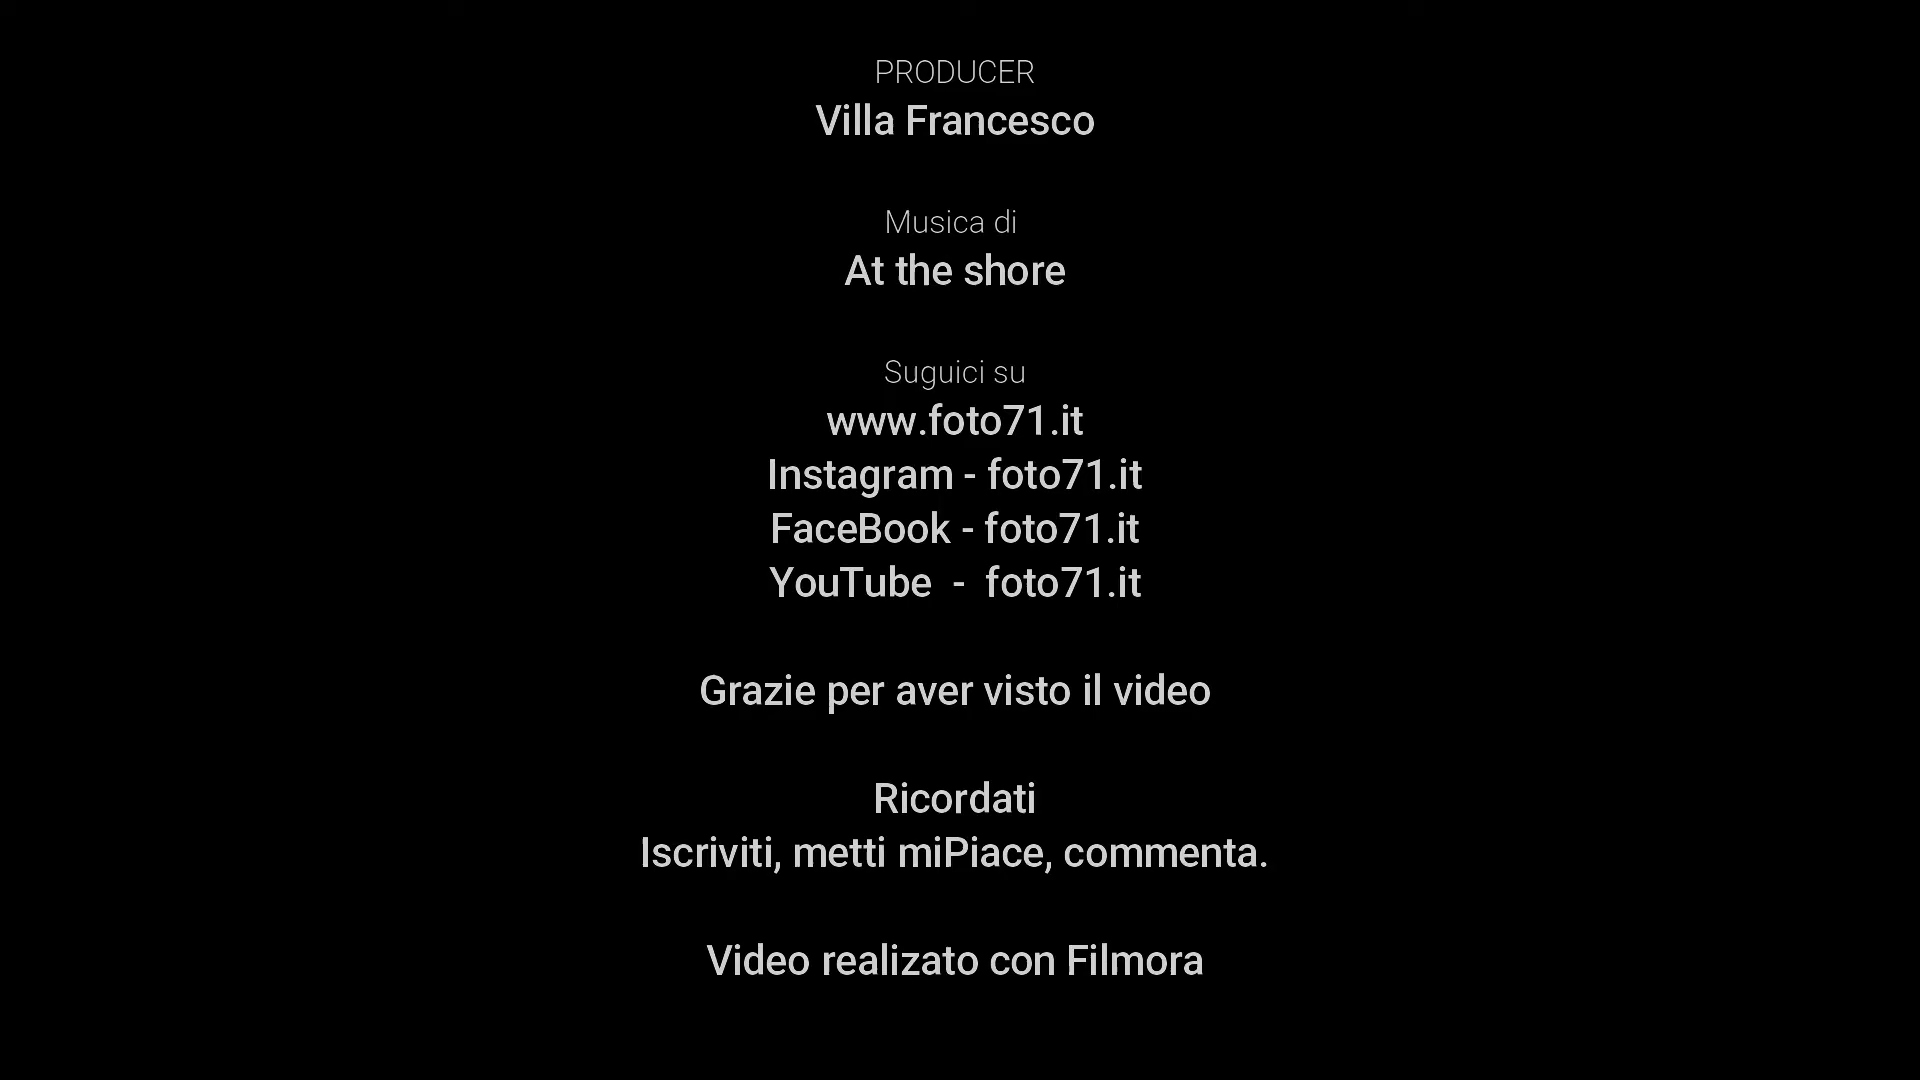 PRODUCER
Villa Francesco
Musica di
At the shore
Suguici su
www.foto71.it
Instagram - foto71.it
FaceBook - foto71.it
YouTube - foto71.it
Grazie per aver visto il video
Ricordati
Iscriviti, metti miPiace, commenta.
Video realizato con Filmora